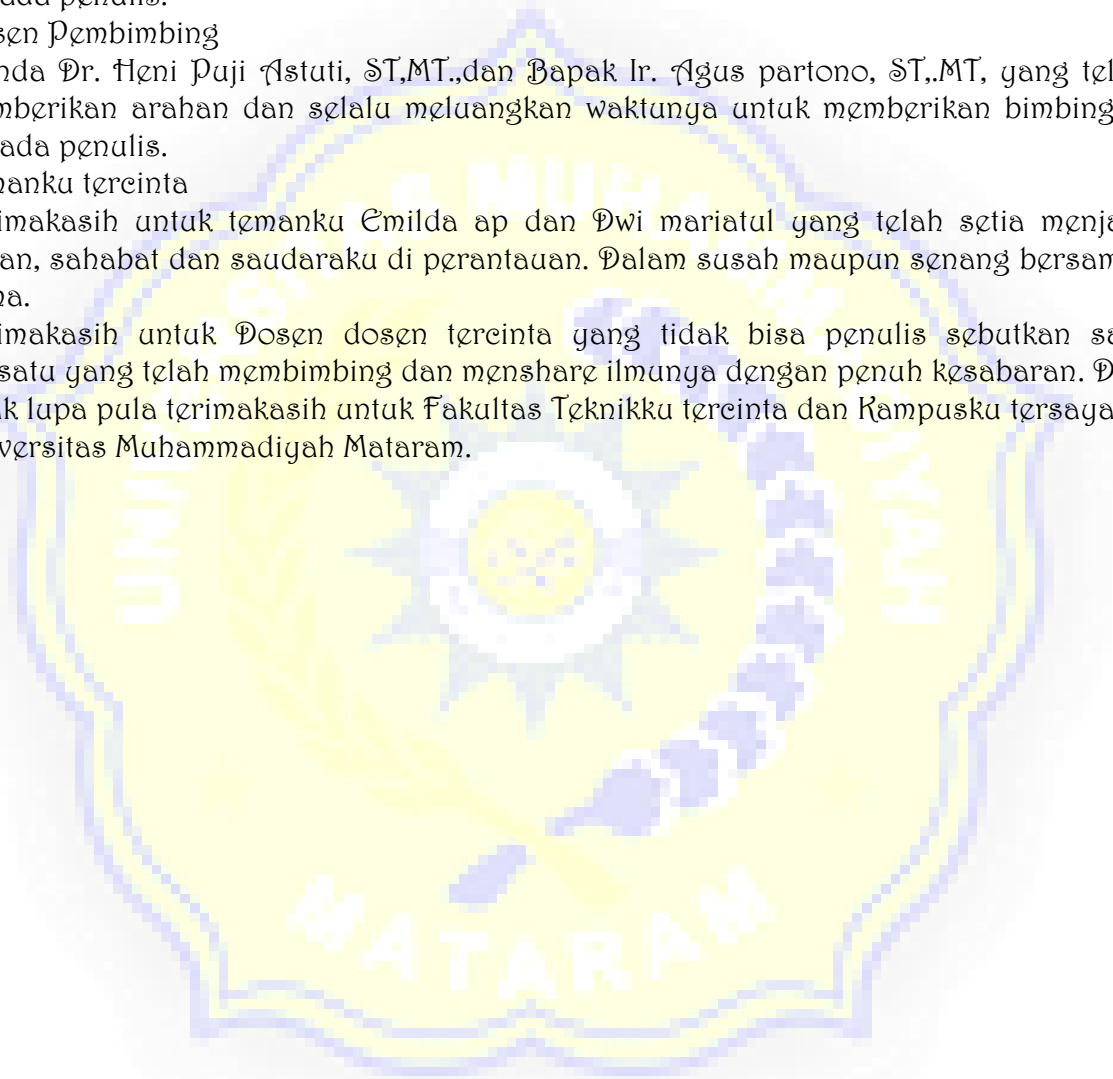 ada penulis.
sen Pembimbing
nda Dr. Heni Puji Astuti, ST,MT.,dan Bapak Ir. Agus partono, ST,.MT, yang tel
mberikan arahan dan selalu meluangkan waktunya untuk memberikan bimbing
ada penulis.
nanku tercinta
imakasih untuk temanku Emilda ap dan Dwi mariatul yang telah setia menja
an, sahabat dan saudaraku di perantauan. Dalam susah maupun senang bersam
na.
imakasih untuk Dosen dosen tercinta yang tidak bisa penulis sebutkan sa
satu yang telah membimbing dan menshare ilmunya dengan penuh kesabaran. D
k lupa pula terimakasih untuk Fakultas Teknikku tercinta dan Kampusku tersaya
versitas Muhammadiyah Mataram.
UNIVERSITAS MUHAMMADIYAH
MATARAM